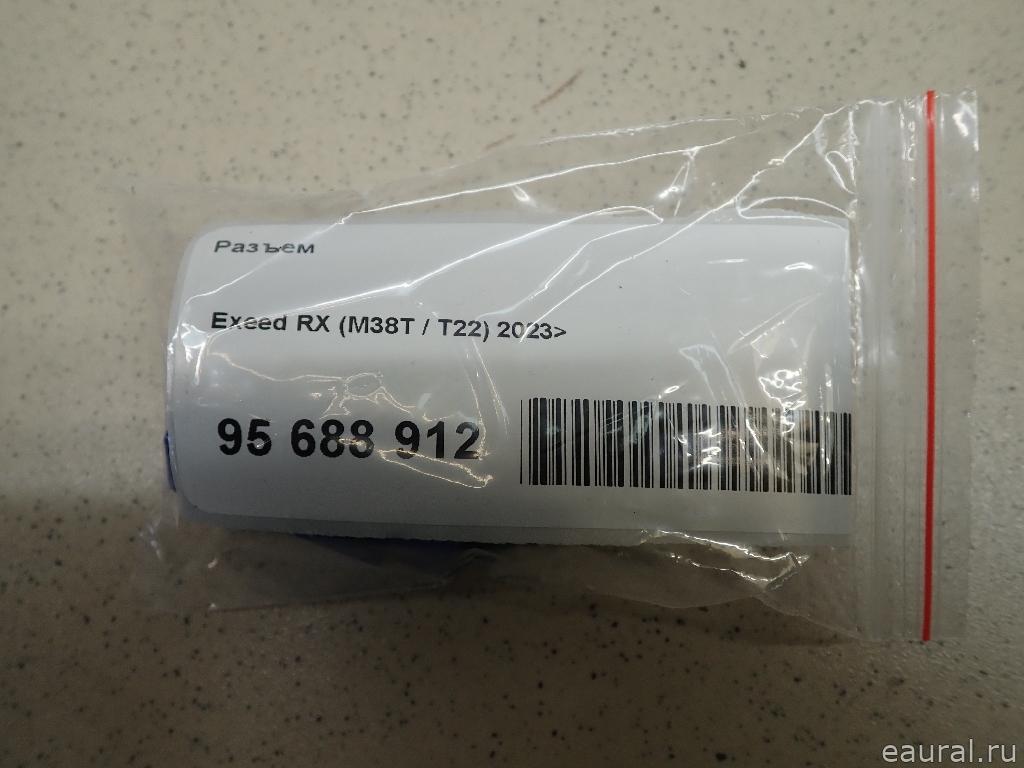 Разъем
Exeed RX (M38T / T22) 2023>
95 688 912
eaural.ru